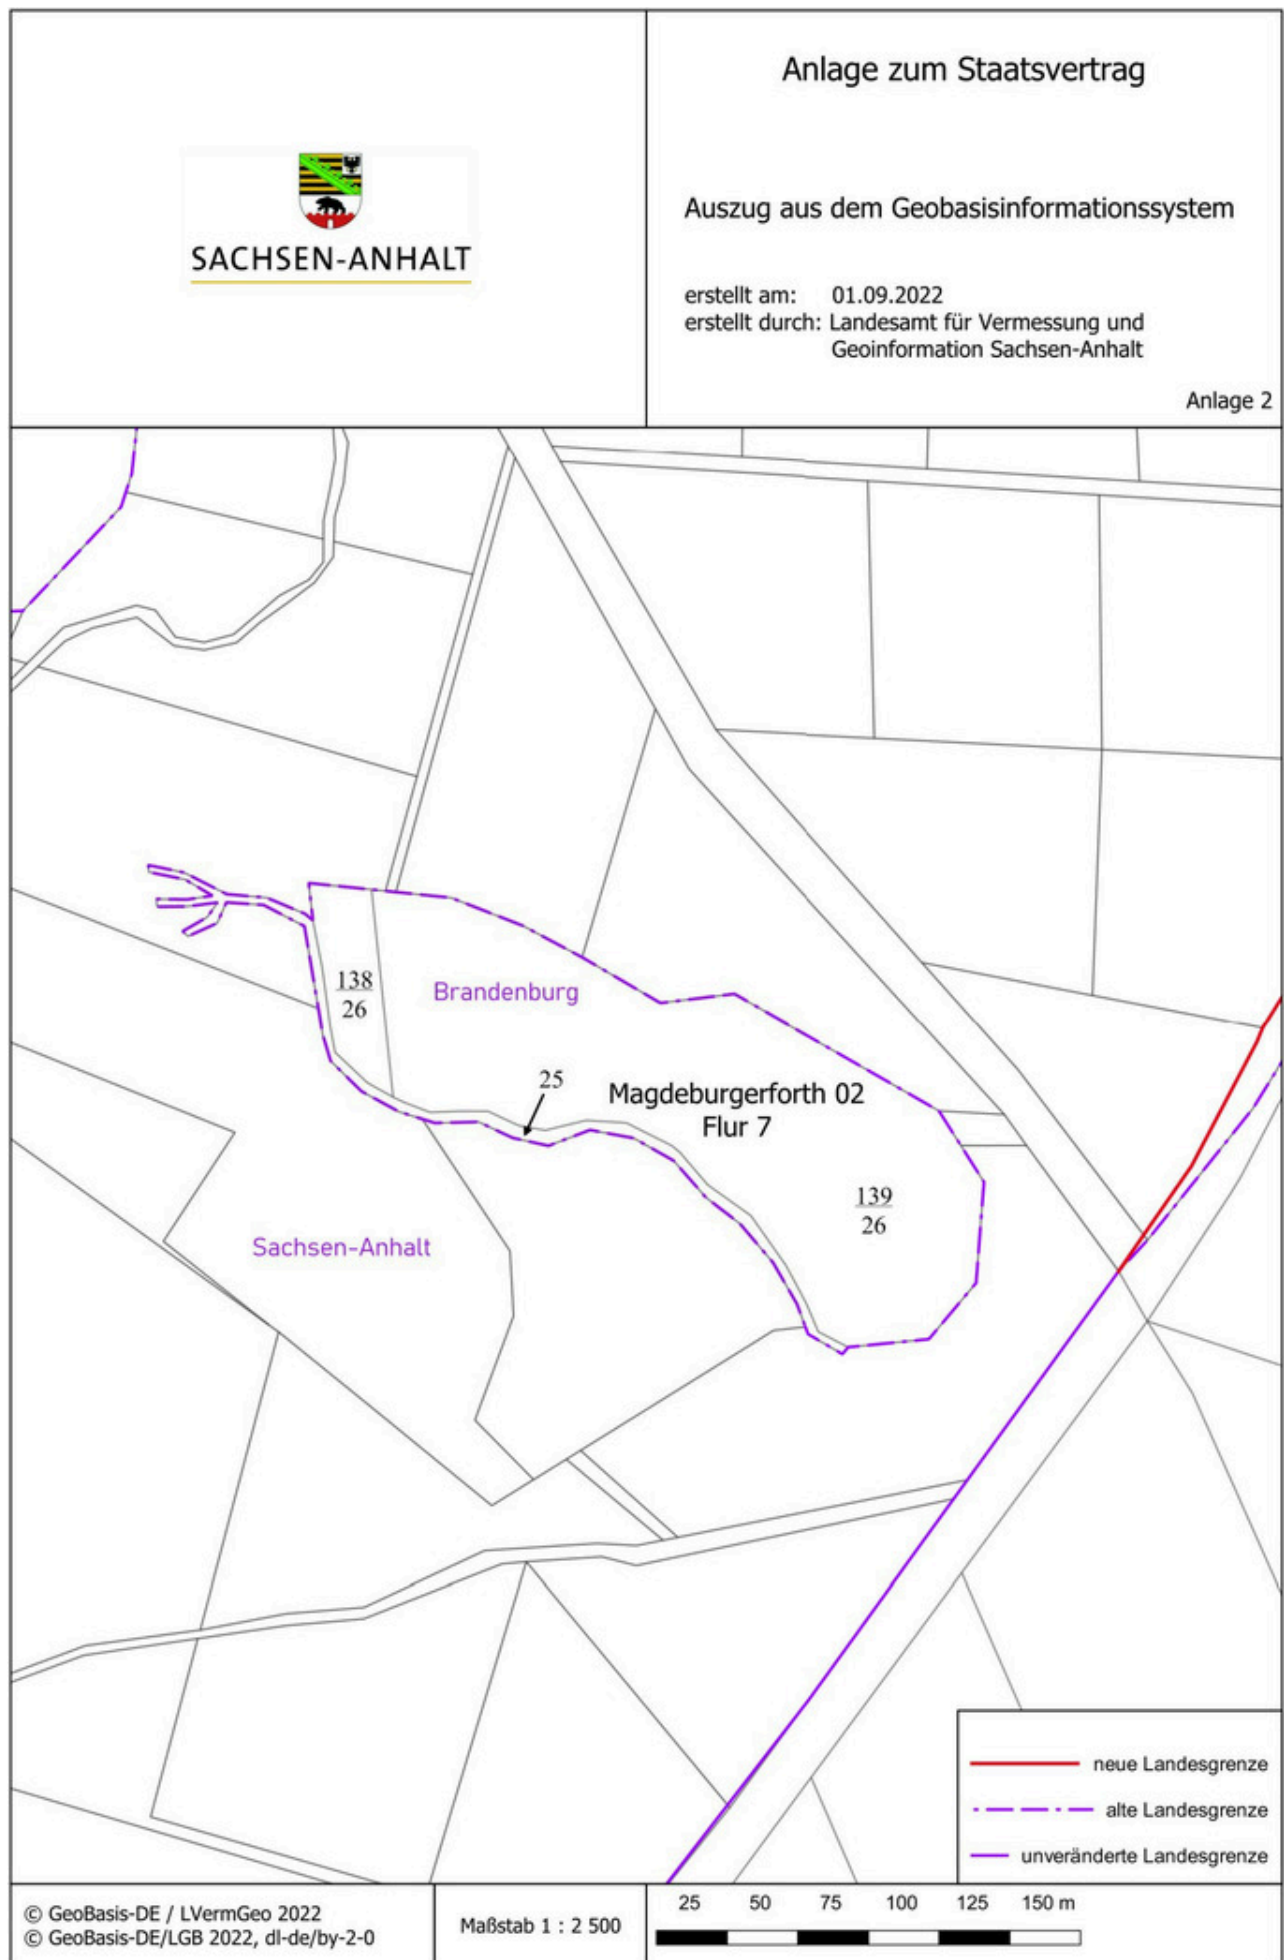 SACHSEN-ANHALT
Anlage zum Staatsvertrag
Auszug aus dem Geobasisinformationssystem
erstellt am: 01.09.2022
erstellt durch: Landesamt für Vermessung und
Geoinformation Sachsen-Anhalt
Anlage 2
138
26
Brandenburg
25
Magdeburgerforth 02
Flur 7
139
26
Sachsen-Anhalt
neue Landesgrenze
alte Landesgrenze
unveränderte Landesgrenze
© GeoBasis-DE / LVermGeo 2022
© GeoBasis-DE/LGB 2022, dl-de/by-2-0
Maßstab 1 : 2 500
25 50 75 100 125 150 m